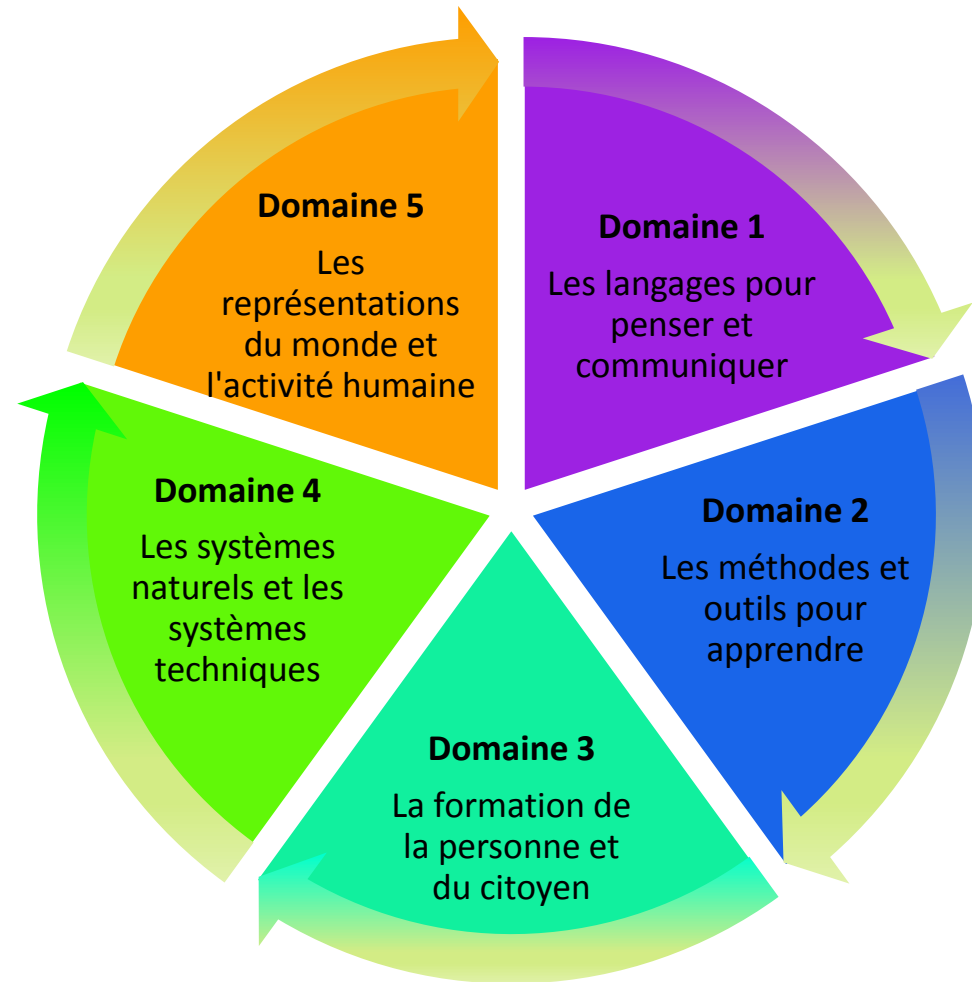 Domaine 1
Les langages pour
penser et
communiquer
Domaine 2
Les méthodes et
outils pour
apprendre
Domaine 3
La formation de
la personne et
du citoyen
Domaine 4
Les systèmes
naturels et les
systèmes
techniques
Domaine 5
Les
représentations
du monde et
l'activité humaine